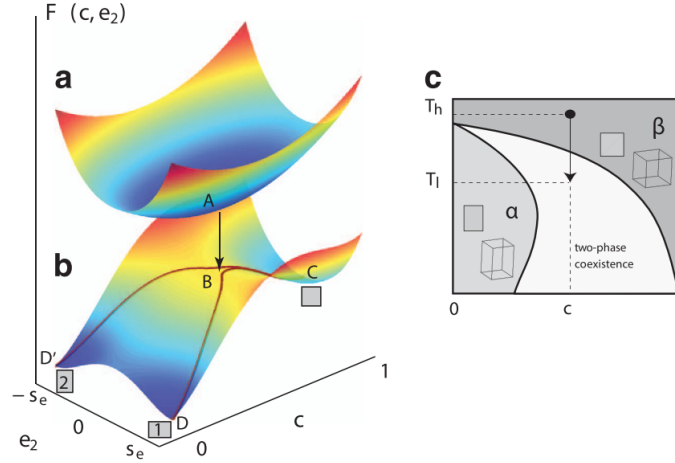 F (c, e₂)
a
A
b
B
C
D'
2
D
1
− sₑ
0
sₑ
e₂
0
c
1
c
Tₕ
β
Tₗ
α
two-phase
coexistence
0
c